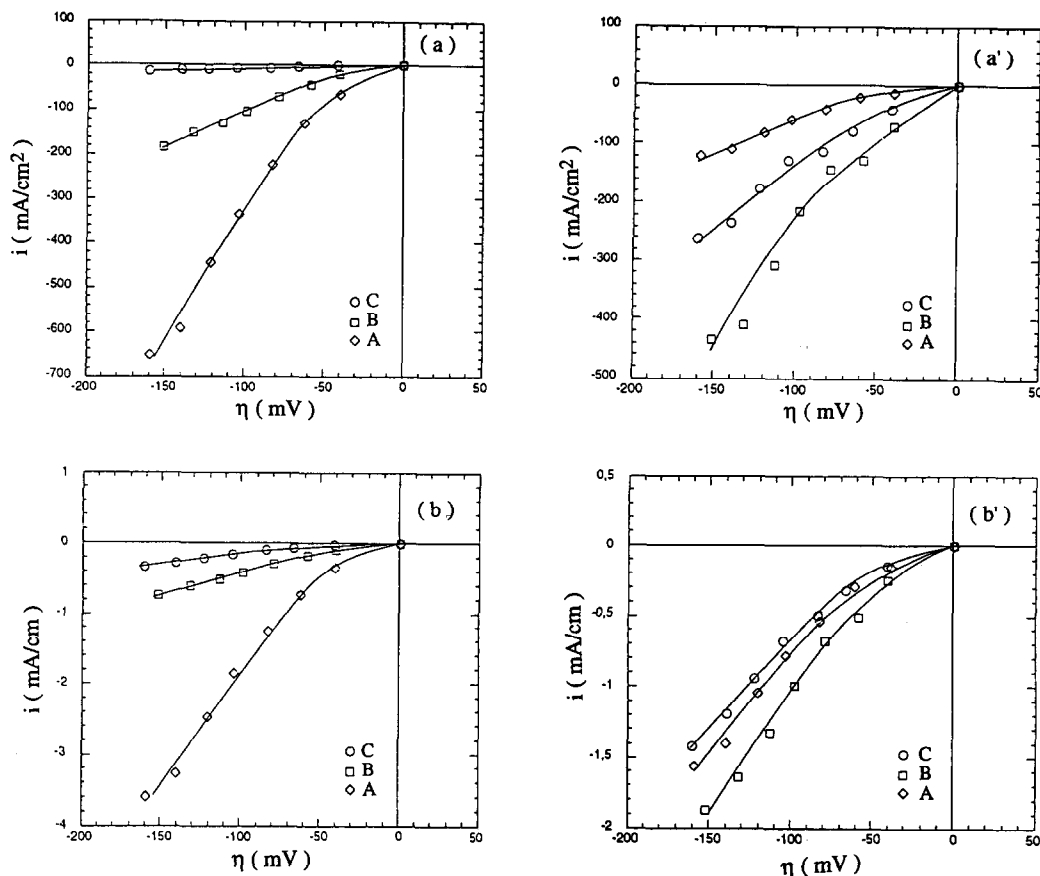 100
0
-100
-200
-300
-400
-500
-600
-700
i ( mA/cm2 )
( a )
C
B
A
-200 -150 -100 -50 0 50
η ( mV )
100
0
-100
-200
-300
-400
-500
i ( mA/cm2 )
( a' )
C
B
A
-200 -150 -100 -50 0 50
η ( mV )
1
0
-1
-2
-3
-4
i ( mA/cm )
( b )
C
B
A
-200 -150 -100 -50 0 50
η ( mV )
0,5
0
-0,5
-1
-1,5
-2
i ( mA/cm )
( b' )
C
B
A
-200 -150 -100 -50 0 50
η ( mV )